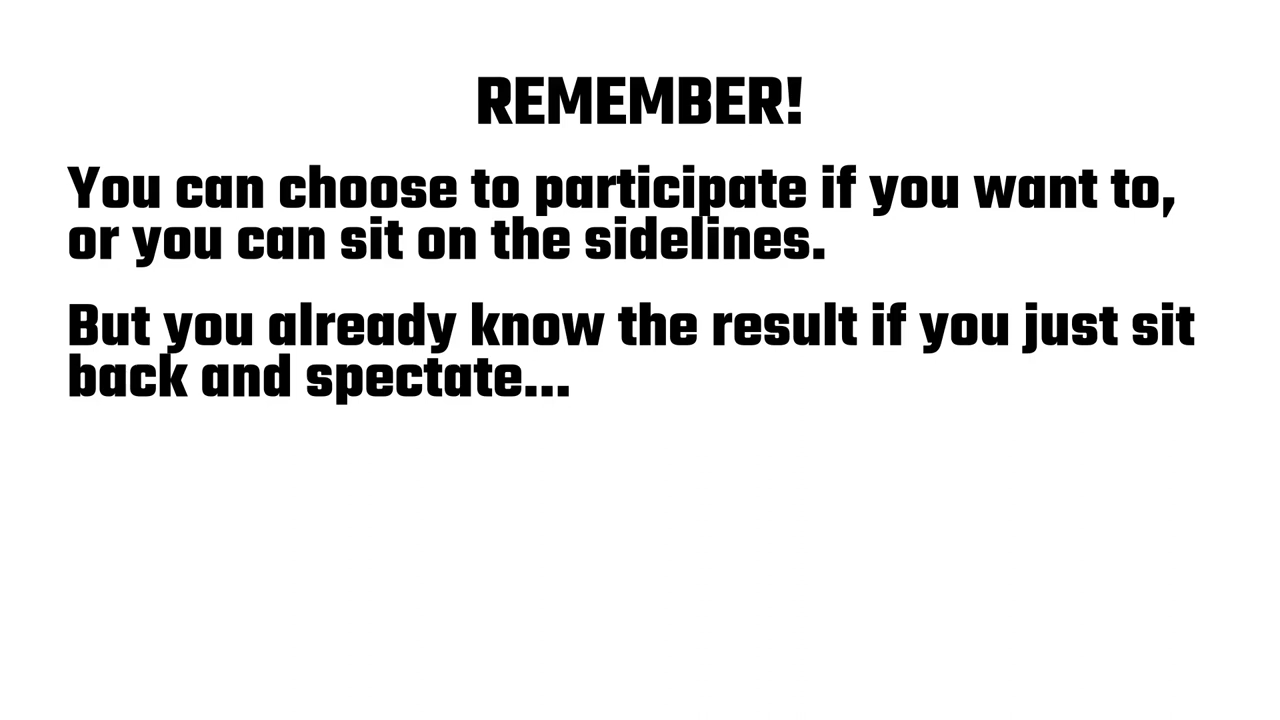 REMEMBER!
You can choose to participate if you want to,
or you can sit on the sidelines.
But you already know the result if you just sit
back and spectate...